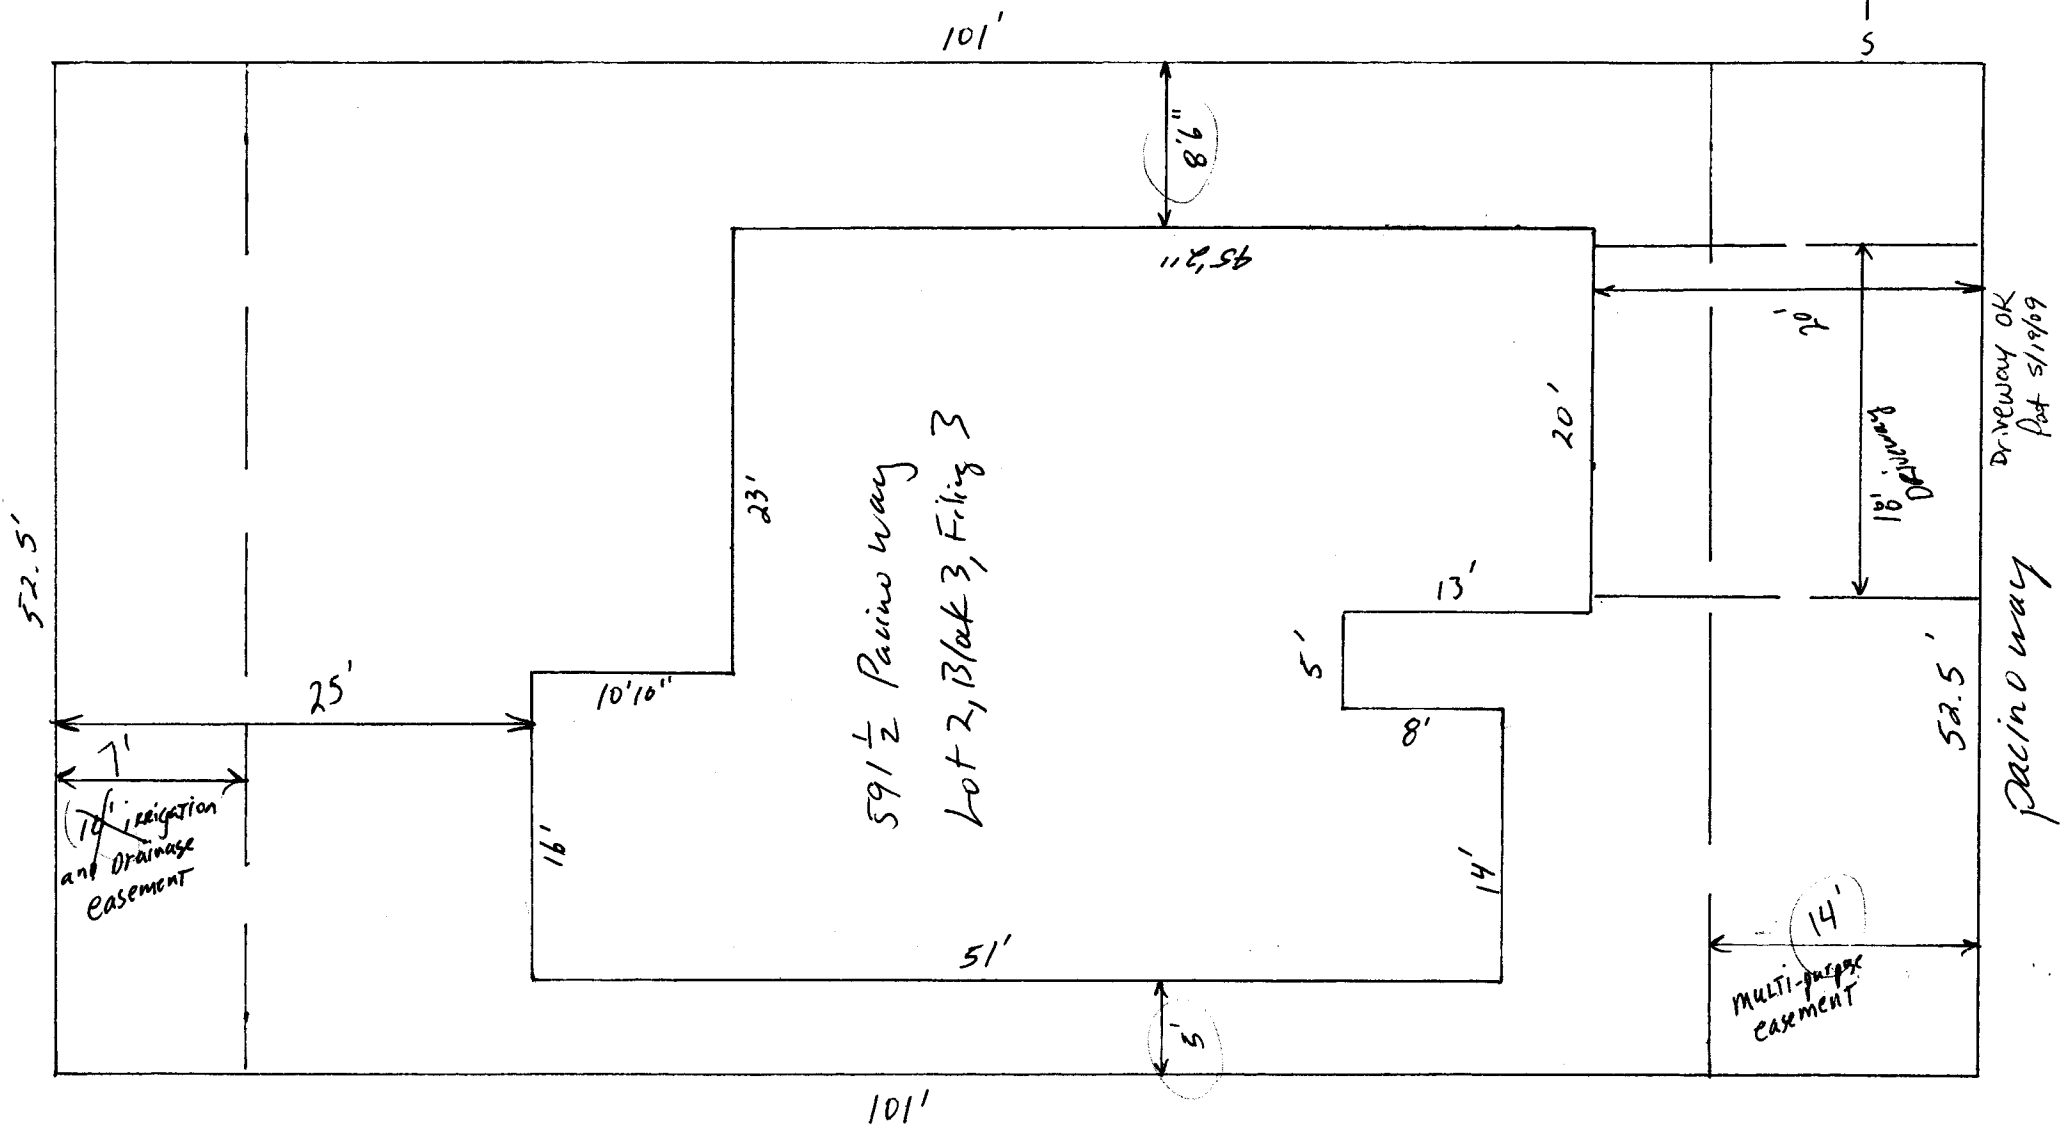 101'
S
8'6"
45'2"
20'
Driveway OK
Pat 5/19/09
18'
Driveway
20'
23'
52.5'
591 1/2 Pacino way
Lot 2, Block 3, Filing 3
13'
5'
8'
10'10"
25'
7'
10' irrigation
and Drainage
easement
16'
14'
52.5'
pacino way
14'
MULTI-purpose
easement
51'
5'
101'